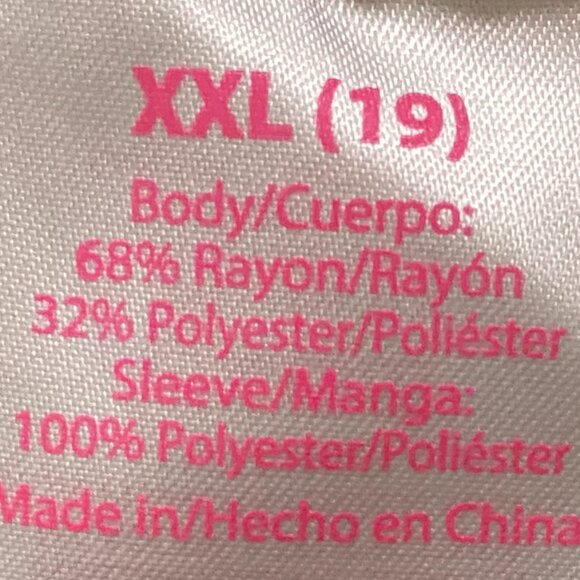 XXL (19)
Body/Cuerpo:
68% Rayon/Rayón
32% Polyester/Poliéster
Sleeve/Manga:
100% Polyester/Poliéster
Made in/Hecho en China